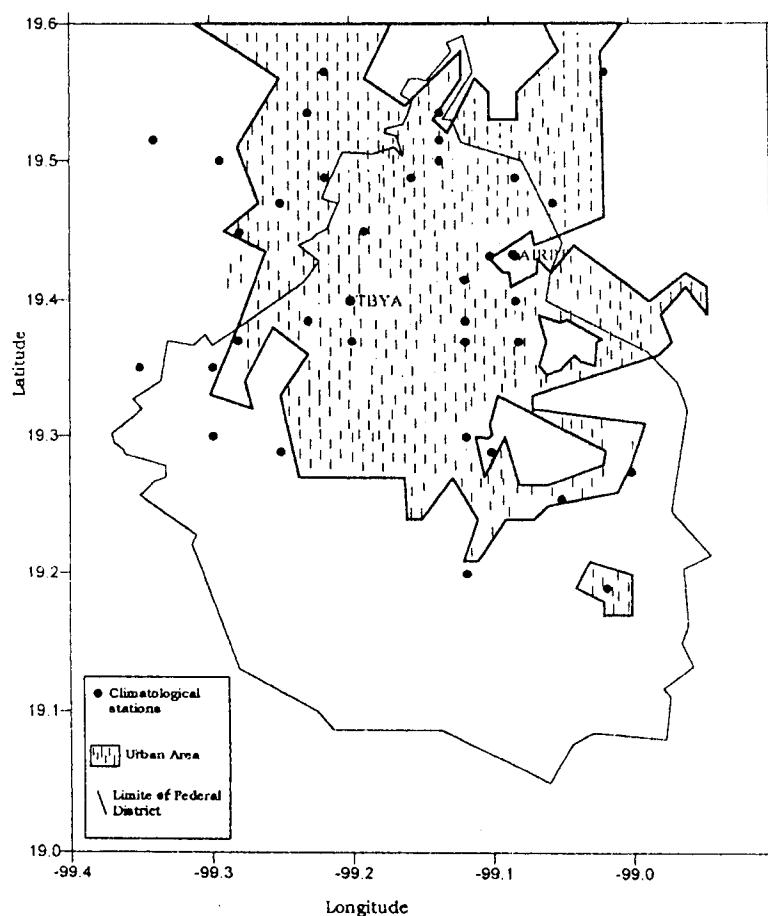 19.6
19.5
19.4
19.3
19.2
19.1
19.0
Latitude
TBYA
Climatological
stations
Urban Area
Limite of Federal
District
-99.4
-99.3
-99.2
-99.1
-99.0
Longitude